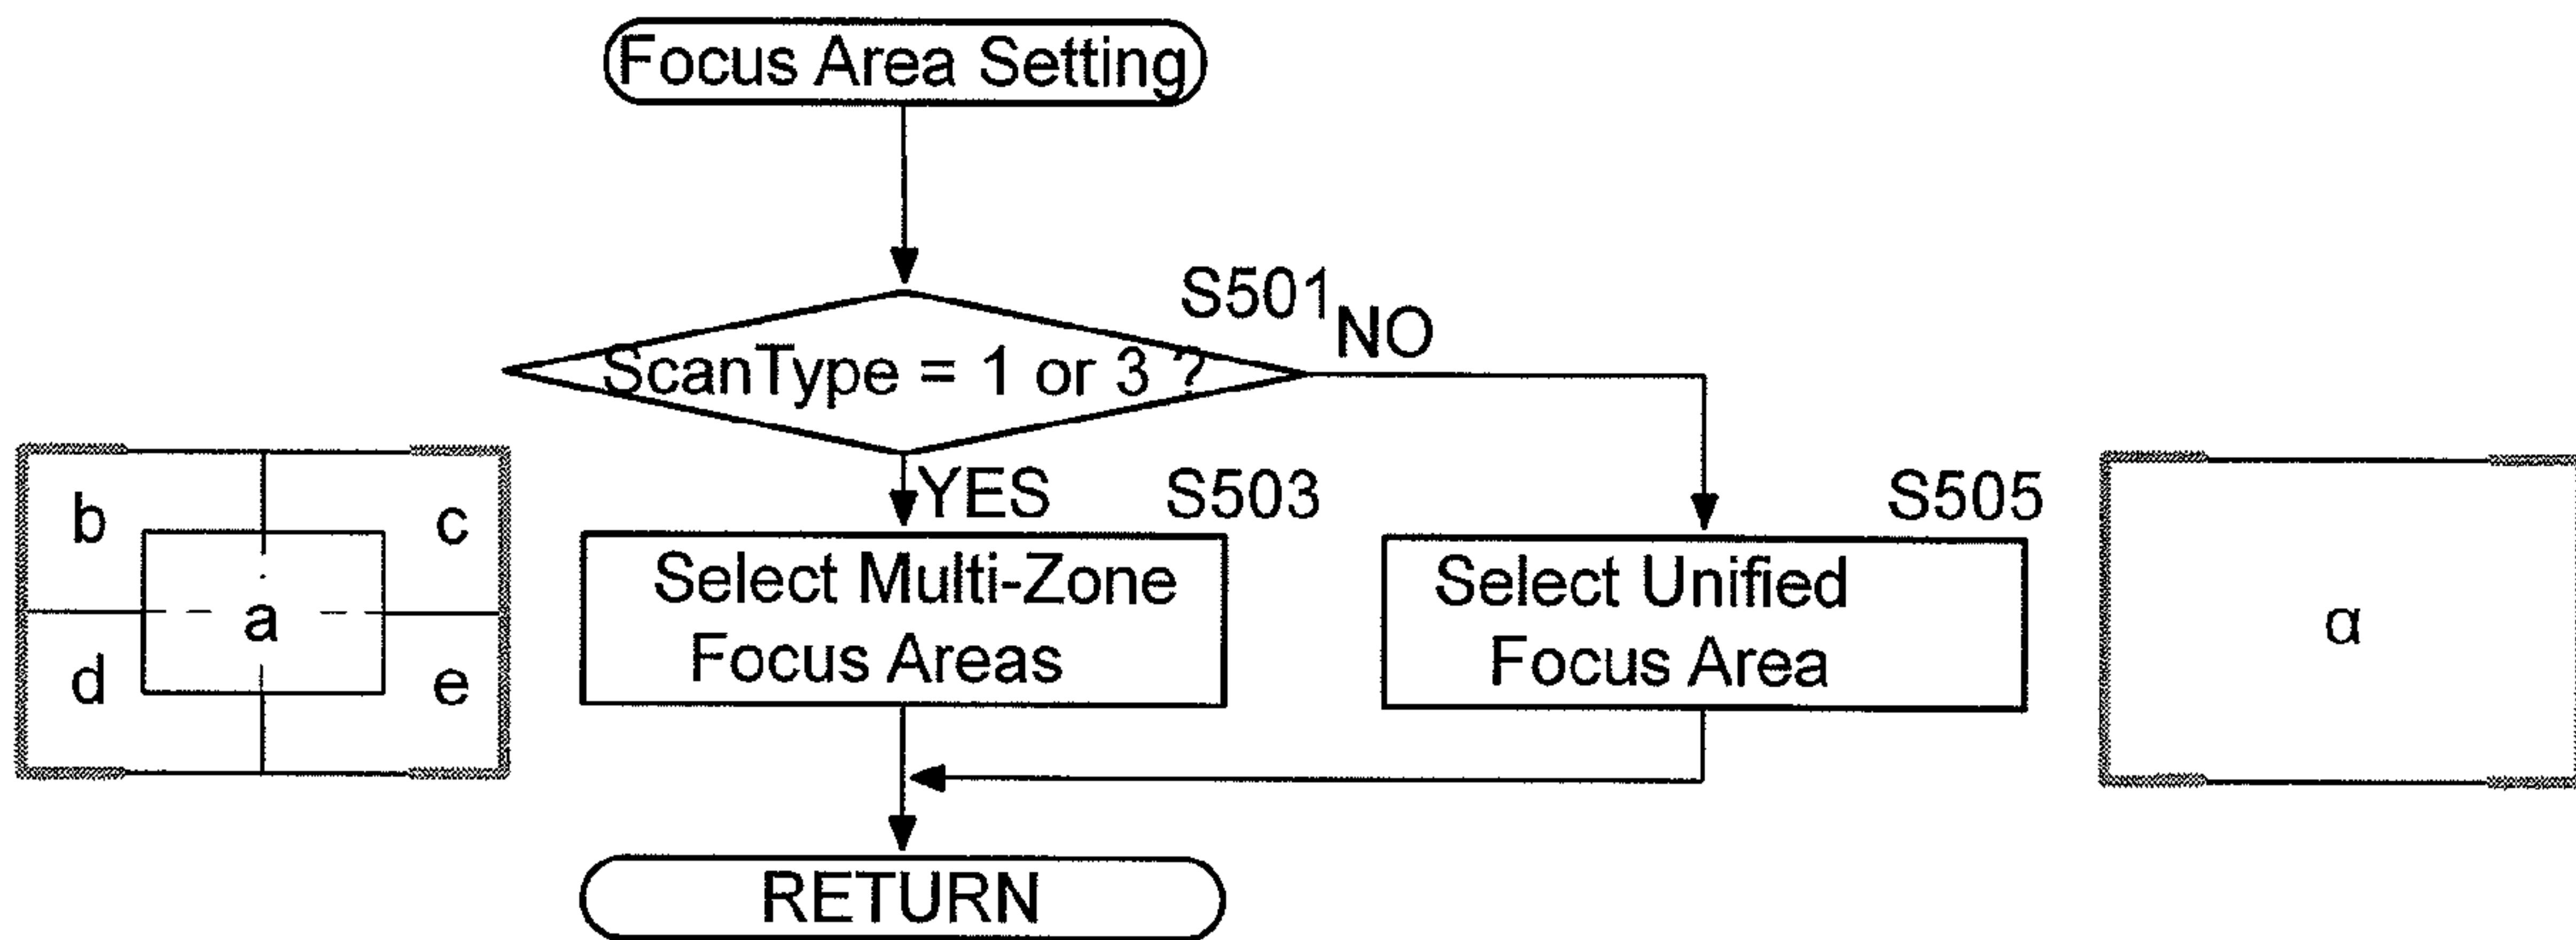 Focus Area Setting
S501
NO
ScanType = 1 or 3 ?
YES
S503
S505
b
c
a
d
e
Select Multi-Zone
Focus Areas
Select Unified
Focus Area
α
RETURN